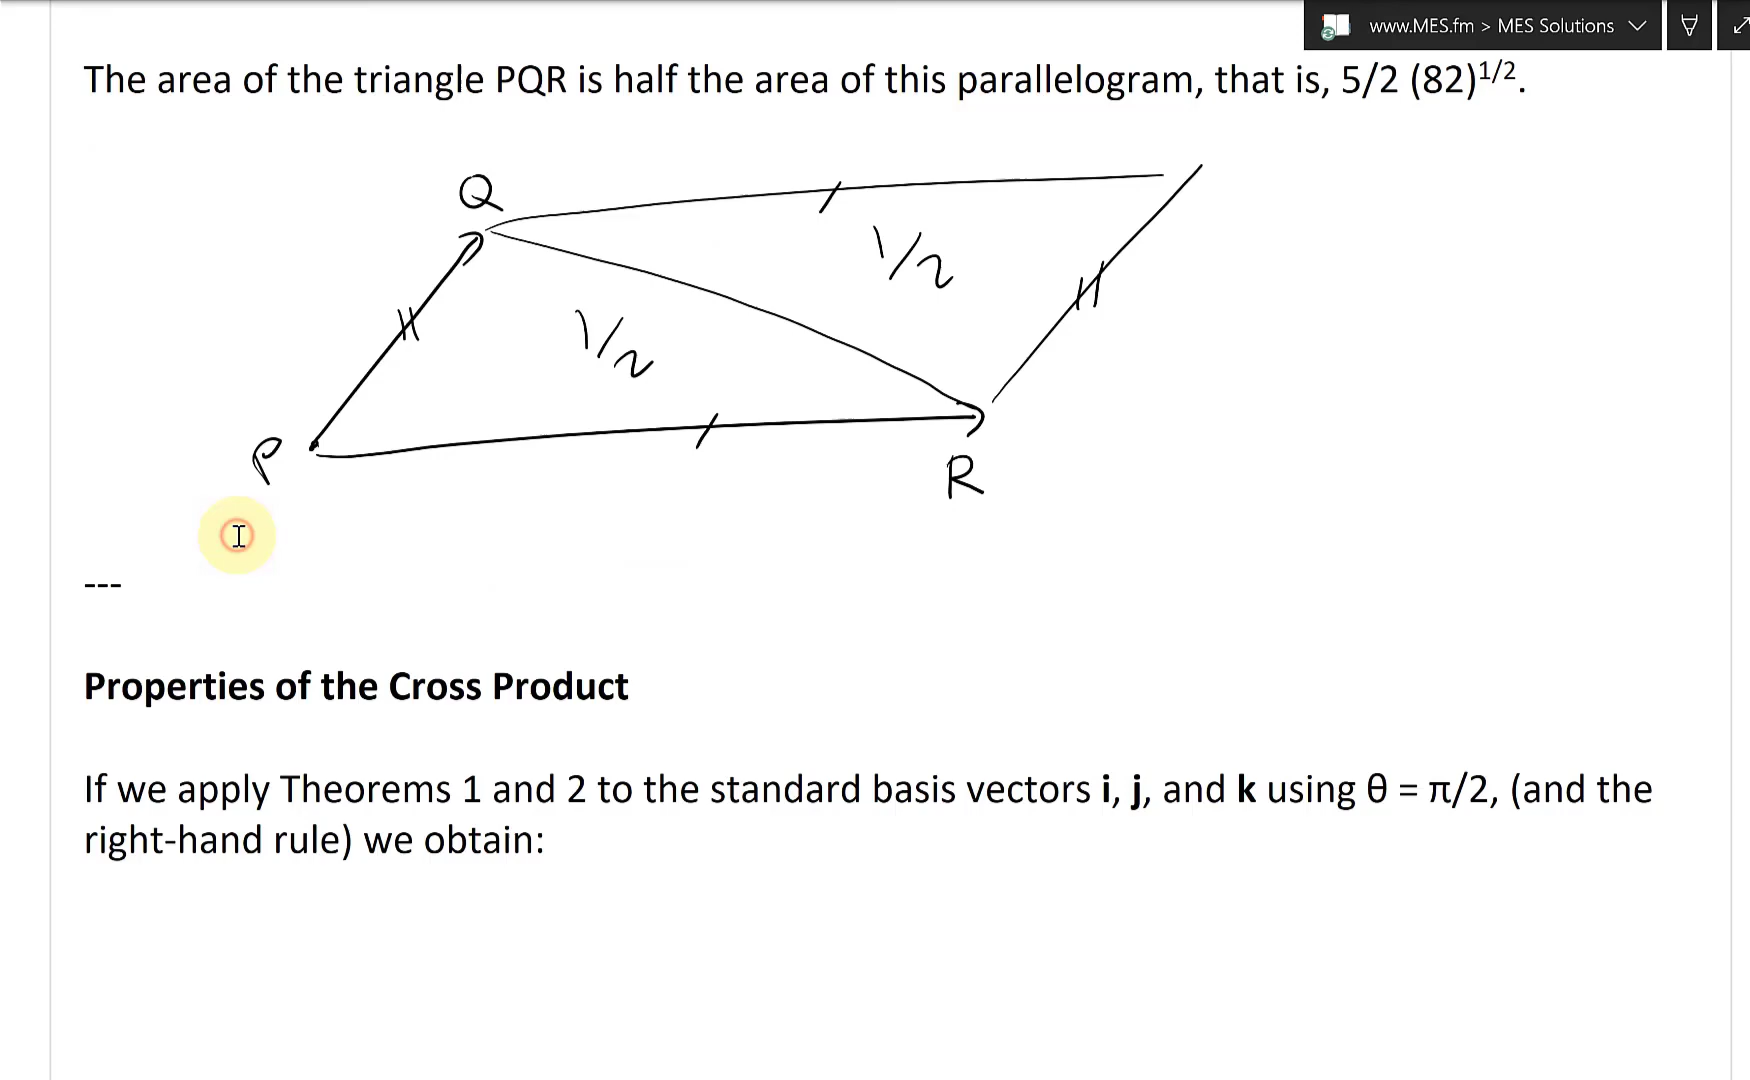 www.MES.fm > MES Solutions
The area of the triangle PQR is half the area of this parallelogram, that is, 5/2 (82)^1/2.
Q
1/2
1/2
P
R
---
Properties of the Cross Product
If we apply Theorems 1 and 2 to the standard basis vectors i, j, and k using θ = π/2, (and the
right-hand rule) we obtain: